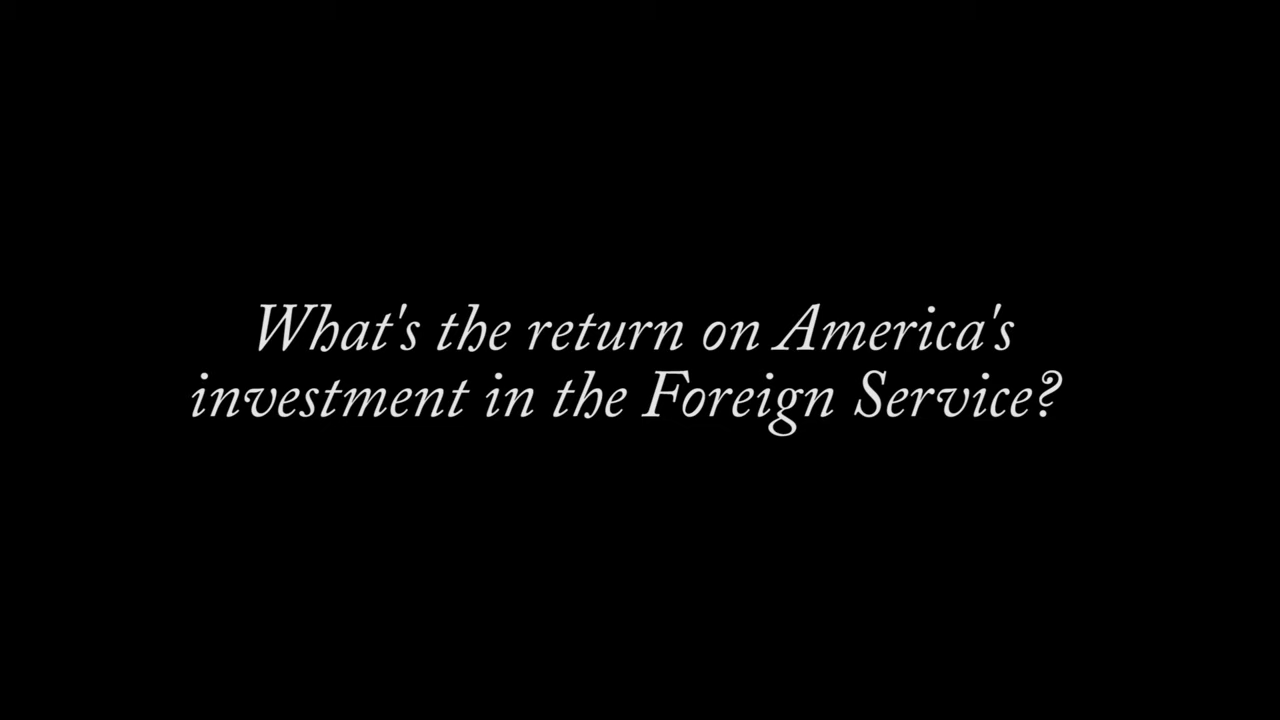 What's the return on America's
investment in the Foreign Service?